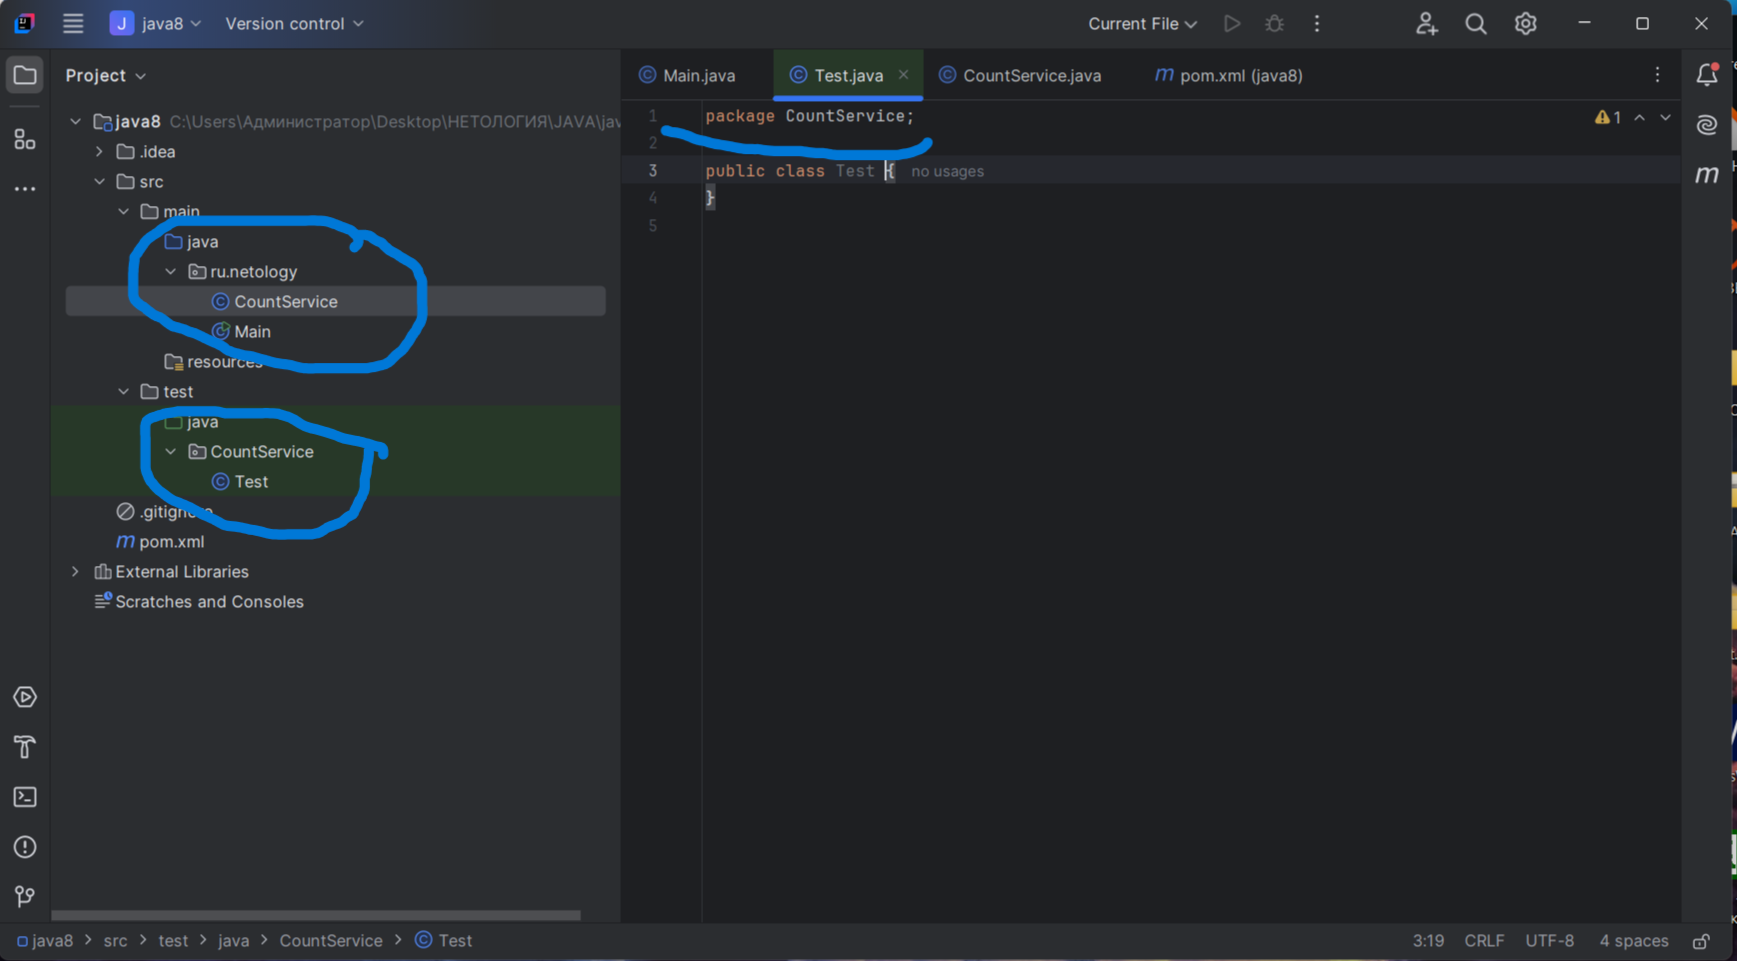 J java8 Version control Current File
Project
Main.java Test.java CountService.java m pom.xml (java8)
java8 C:\Users\Администратор\Desktop\НЕТОЛОГИЯ\JAVA\jav
.idea
src
main
java
ru.netology
CountService
Main
resources
test
java
CountService
Test
.gitignore
m pom.xml
External Libraries
Scratches and Consoles
1 package CountService; 1
2
3 public class Test { no usages
4 }
5
m
java8 > src > test > java > CountService > Test 3:19 CRLF UTF-8 4 spaces